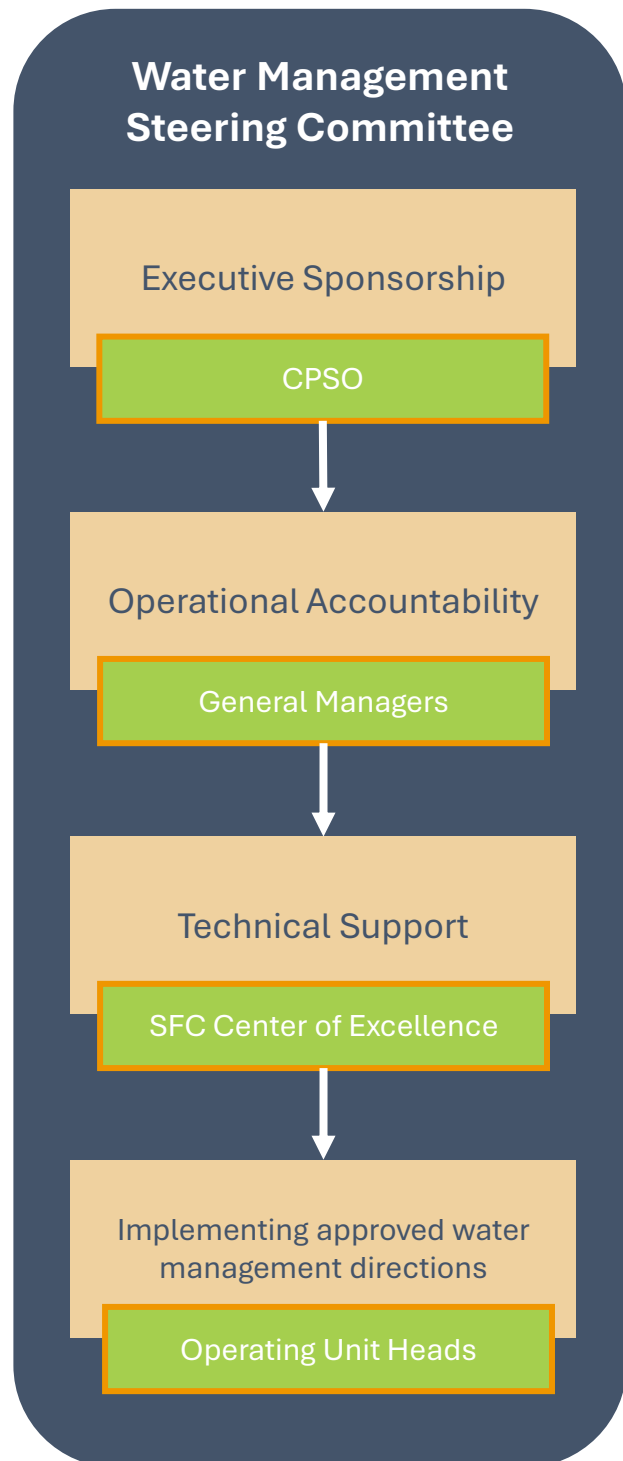 Water Management
Steering Committee
Executive Sponsorship
CPSO
Operational Accountability
General Managers
Technical Support
SFC Center of Excellence
Implementing approved water
management directions
Operating Unit Heads